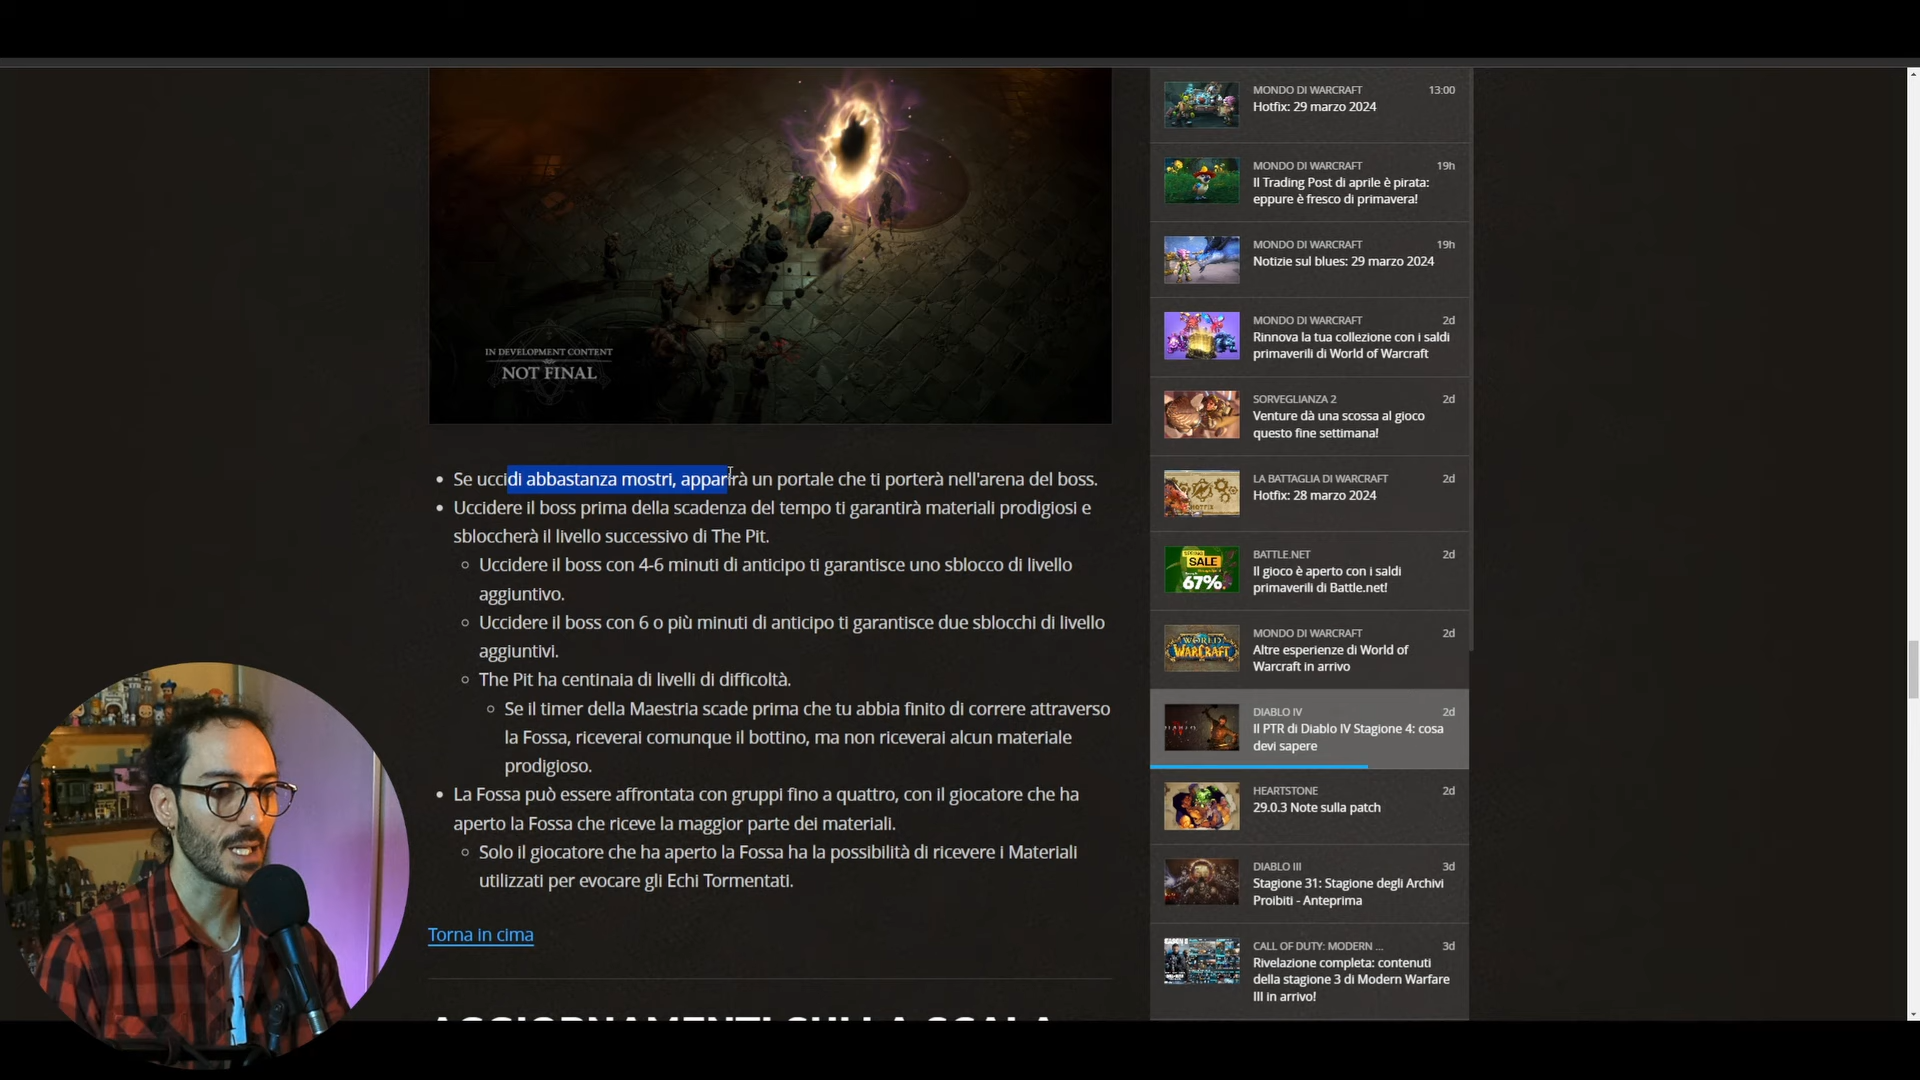 IN DEVELOPMENT CONTENT
NOT FINAL
Se uccidi abbastanza mostri, apparirà un portale che ti porterà nell'arena del boss.
Uccidere il boss prima della scadenza del tempo ti garantirà materiali prodigiosi e
sbloccherà il livello successivo di The Pit.
Uccidere il boss con 4-6 minuti di anticipo ti garantisce uno sblocco di livello
aggiuntivo.
Uccidere il boss con 6 o più minuti di anticipo ti garantisce due sblocchi di livello
aggiuntivi.
The Pit ha centinaia di livelli di difficoltà.
Se il timer della Maestria scade prima che tu abbia finito di correre attraverso
la Fossa, riceverai comunque il bottino, ma non riceverai alcun materiale
prodigioso.
La Fossa può essere affrontata con gruppi fino a quattro, con il giocatore che ha
aperto la Fossa che riceve la maggior parte dei materiali.
Solo il giocatore che ha aperto la Fossa ha la possibilità di ricevere i Materiali
utilizzati per evocare gli Echi Tormentati.
Torna in cima
AGGIORNAMENTI SULLA SCALA
MONDO DI WARCRAFT 13:00
Hotfix: 29 marzo 2024
MONDO DI WARCRAFT 19h
Il Trading Post di aprile è pirata:
eppure è fresco di primavera!
MONDO DI WARCRAFT 19h
Notizie sul blues: 29 marzo 2024
MONDO DI WARCRAFT 2d
Rinnova la tua collezione con i saldi
primaverili di World of Warcraft
SORVEGLIANZA 2 2d
Venture dà una scossa al gioco
questo fine settimana!
LA BATTAGLIA DI WARCRAFT 2d
Hotfix: 28 marzo 2024
SALE
67%
BATTLE.NET 2d
Il gioco è aperto con i saldi
primaverili di Battle.net!
WORLD
WARCRAFT
MONDO DI WARCRAFT 2d
Altre esperienze di World of
Warcraft in arrivo
DIABLO IV 2d
Il PTR di Diablo IV Stagione 4: cosa
devi sapere
HEARTSTONE 2d
29.0.3 Note sulla patch
DIABLO III 3d
Stagione 31: Stagione degli Archivi
Proibiti - Anteprima
CALL OF DUTY: MODERN ... 3d
Rivelazione completa: contenuti
della stagione 3 di Modern Warfare
III in arrivo!